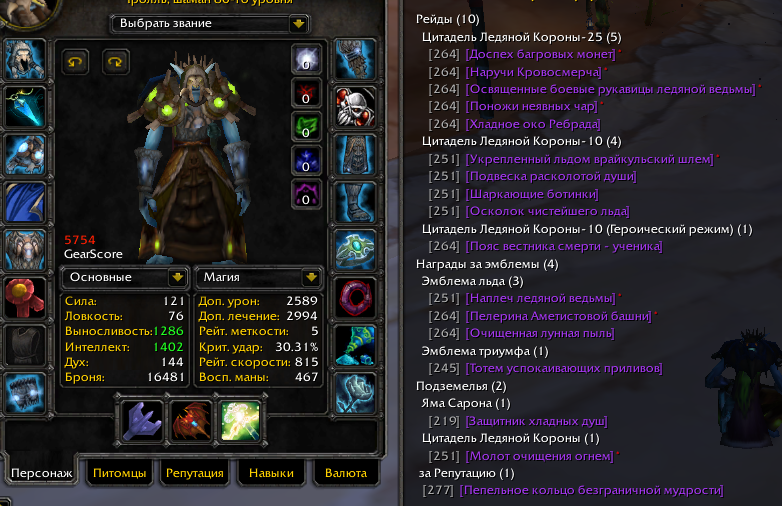 Тролль, шаман 80-го уровня
Выбрать звание
0
0
0
0
0
5754
GearScore
Основные
Магия
Сила: 121
Ловкость: 76
Выносливость: 1286
Интеллект: 1402
Дух: 144
Броня: 16481
Доп. урон: 2589
Доп. лечение: 2994
Рейт. меткости: 5
Крит. удар: 30.31%
Рейт. скорости: 815
Восп. маны: 467
Персонаж
Питомцы
Репутация
Навыки
Валюта
Рейды (10)
Цитадель Ледяной Короны-25 (5)
[264] [Доспех багровых монет]*
[264] [Наручи Кровосмерча]*
[264] [Освященные боевые рукавицы ледяной ведьмы]*
[264] [Поножи неявных чар]*
[264] [Хладное око Ребрада]
Цитадель Ледяной Короны-10 (4)
[251] [Укрепленный льдом врайкульский шлем]*
[251] [Подвеска расколотой души]
[251] [Шаркающие ботинки]
[251] [Осколок чистейшего льда]
Цитадель Ледяной Короны-10 (Героический режим) (1)
[264] [Пояс вестника смерти - ученика]
Награды за эмблемы (4)
Эмблема льда (3)
[251] [Наплеч ледяной ведьмы]*
[264] [Пелерина Аметистовой башни]*
[264] [Очищенная лунная пыль]
Эмблема триумфа (1)
[245] [Тотем успокаивающих приливов]
Подземелья (2)
Яма Сарона (1)
[219] [Защитник хладных душ]
Цитадель Ледяной Короны (1)
[251] [Молот очищения огнем]*
за Репутацию (1)
[277] [Пепельное кольцо безграничной мудрости]